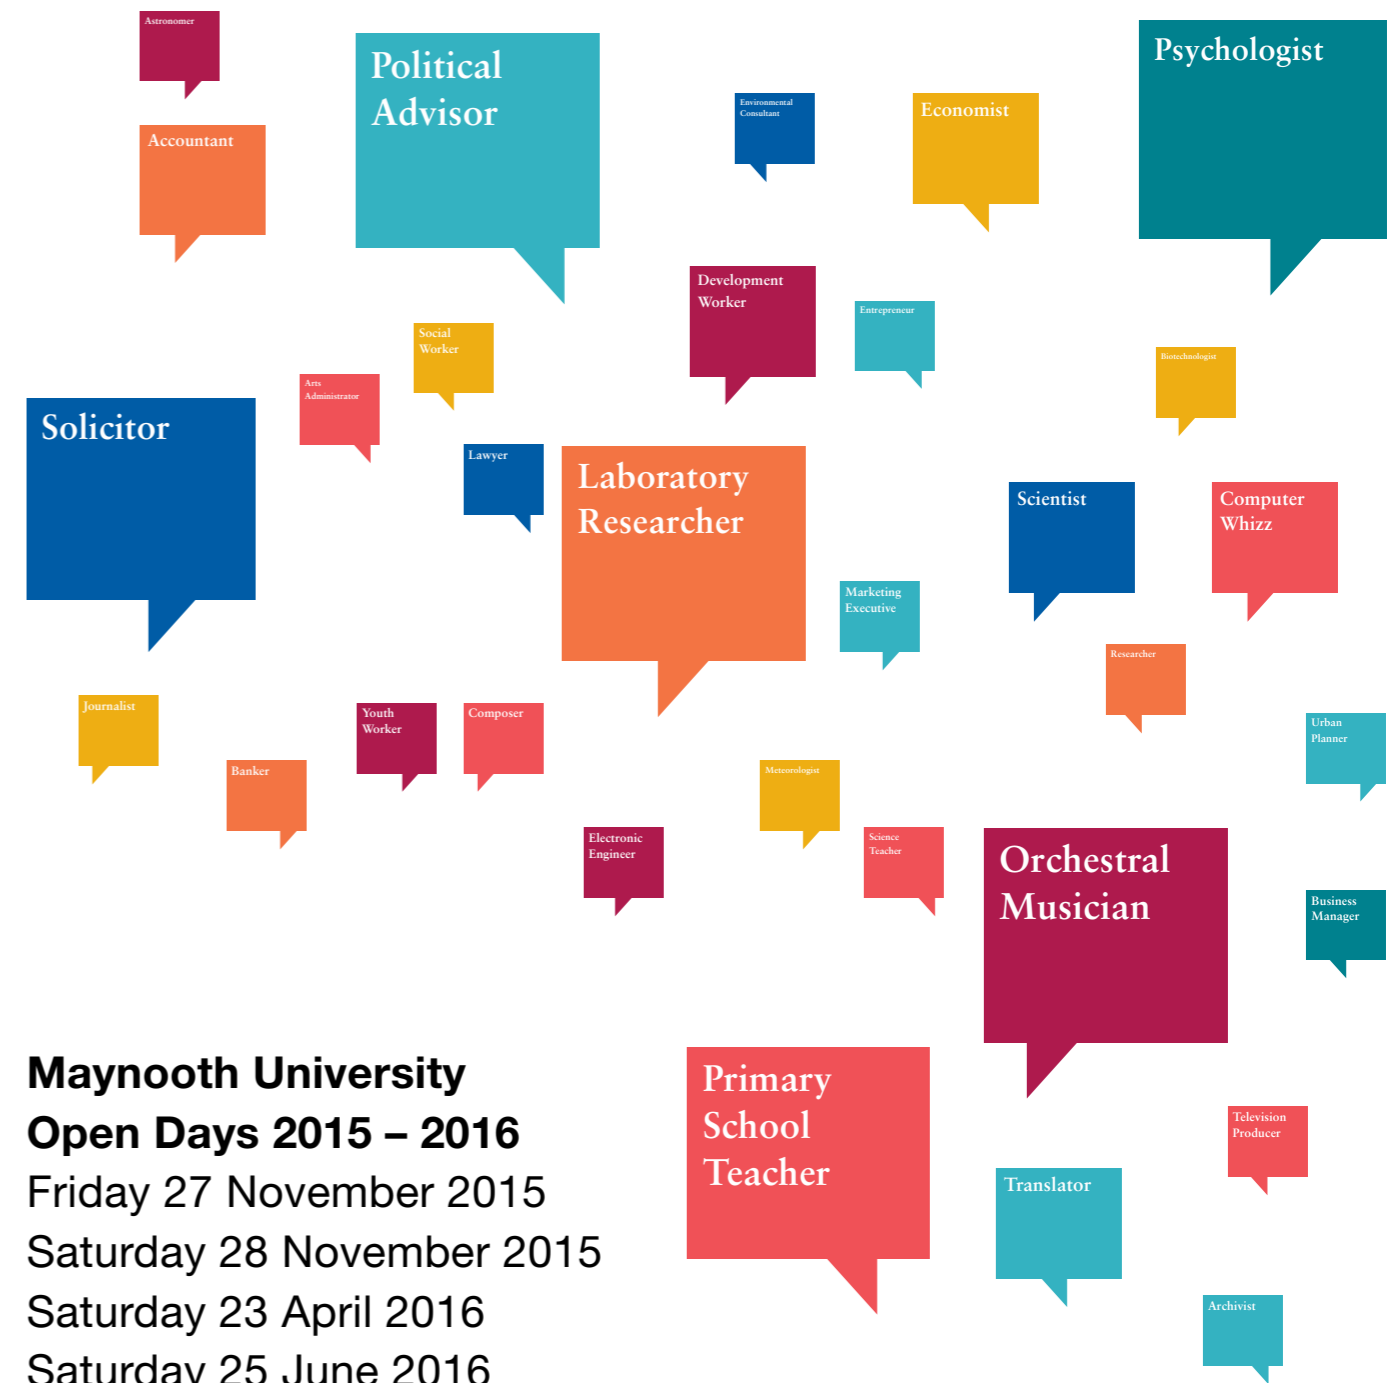 Astronomer
Political
Advisor
Psychologist
Environmental
Consultant
Economist
Accountant
Development
Worker
Entrepreneur
Social
Worker
Biotechnologist
Arts
Administrator
Solicitor
Lawyer
Laboratory
Researcher
Scientist
Computer
Whizz
Marketing
Executive
Researcher
Journalist
Youth
Worker
Composer
Urban
Planner
Banker
Meteorologist
Electronic
Engineer
Science
Teacher
Orchestral
Musician
Business
Manager
Maynooth University
Open Days 2015 – 2016
Friday 27 November 2015
Saturday 28 November 2015
Saturday 23 April 2016
Saturday 25 June 2016
Primary
School
Teacher
Television
Producer
Translator
Archivist